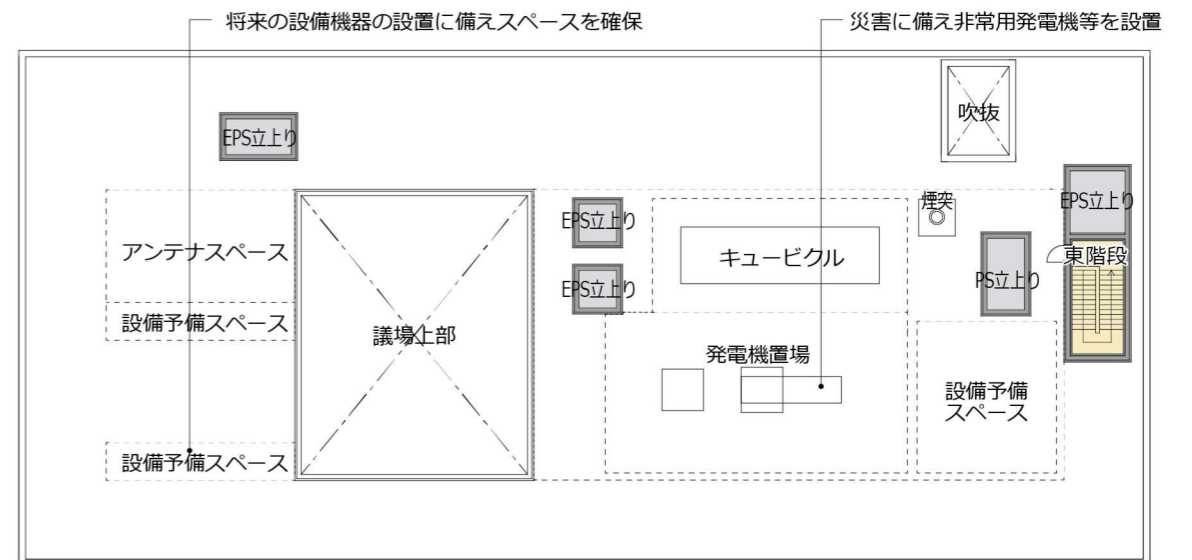 将来の設備機器の設置に備えスペースを確保
災害に備え非常用発電機等を設置
吹抜
EPS立上り
煙突
EPS立上り
EPS立上り
アンテナスペース
キュービクル
東階段
PS立上り
EPS立上り
設備予備スペース
議場上部
発電機置場
設備予備
スペース
設備予備スペース